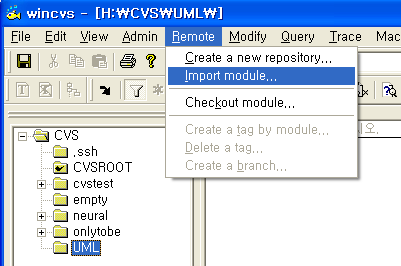 wincvs - [H:₩CVS₩UML₩]
File Edit View Admin Remote Modify Query Trace Mac
Create a new repository...
Import module...
Checkout module...
Create a tag by module...
Delete a tag...
Create a branch...
시오.
CVS
.ssh
CVSROOT
cvstest
empty
neural
onlytobe
UML